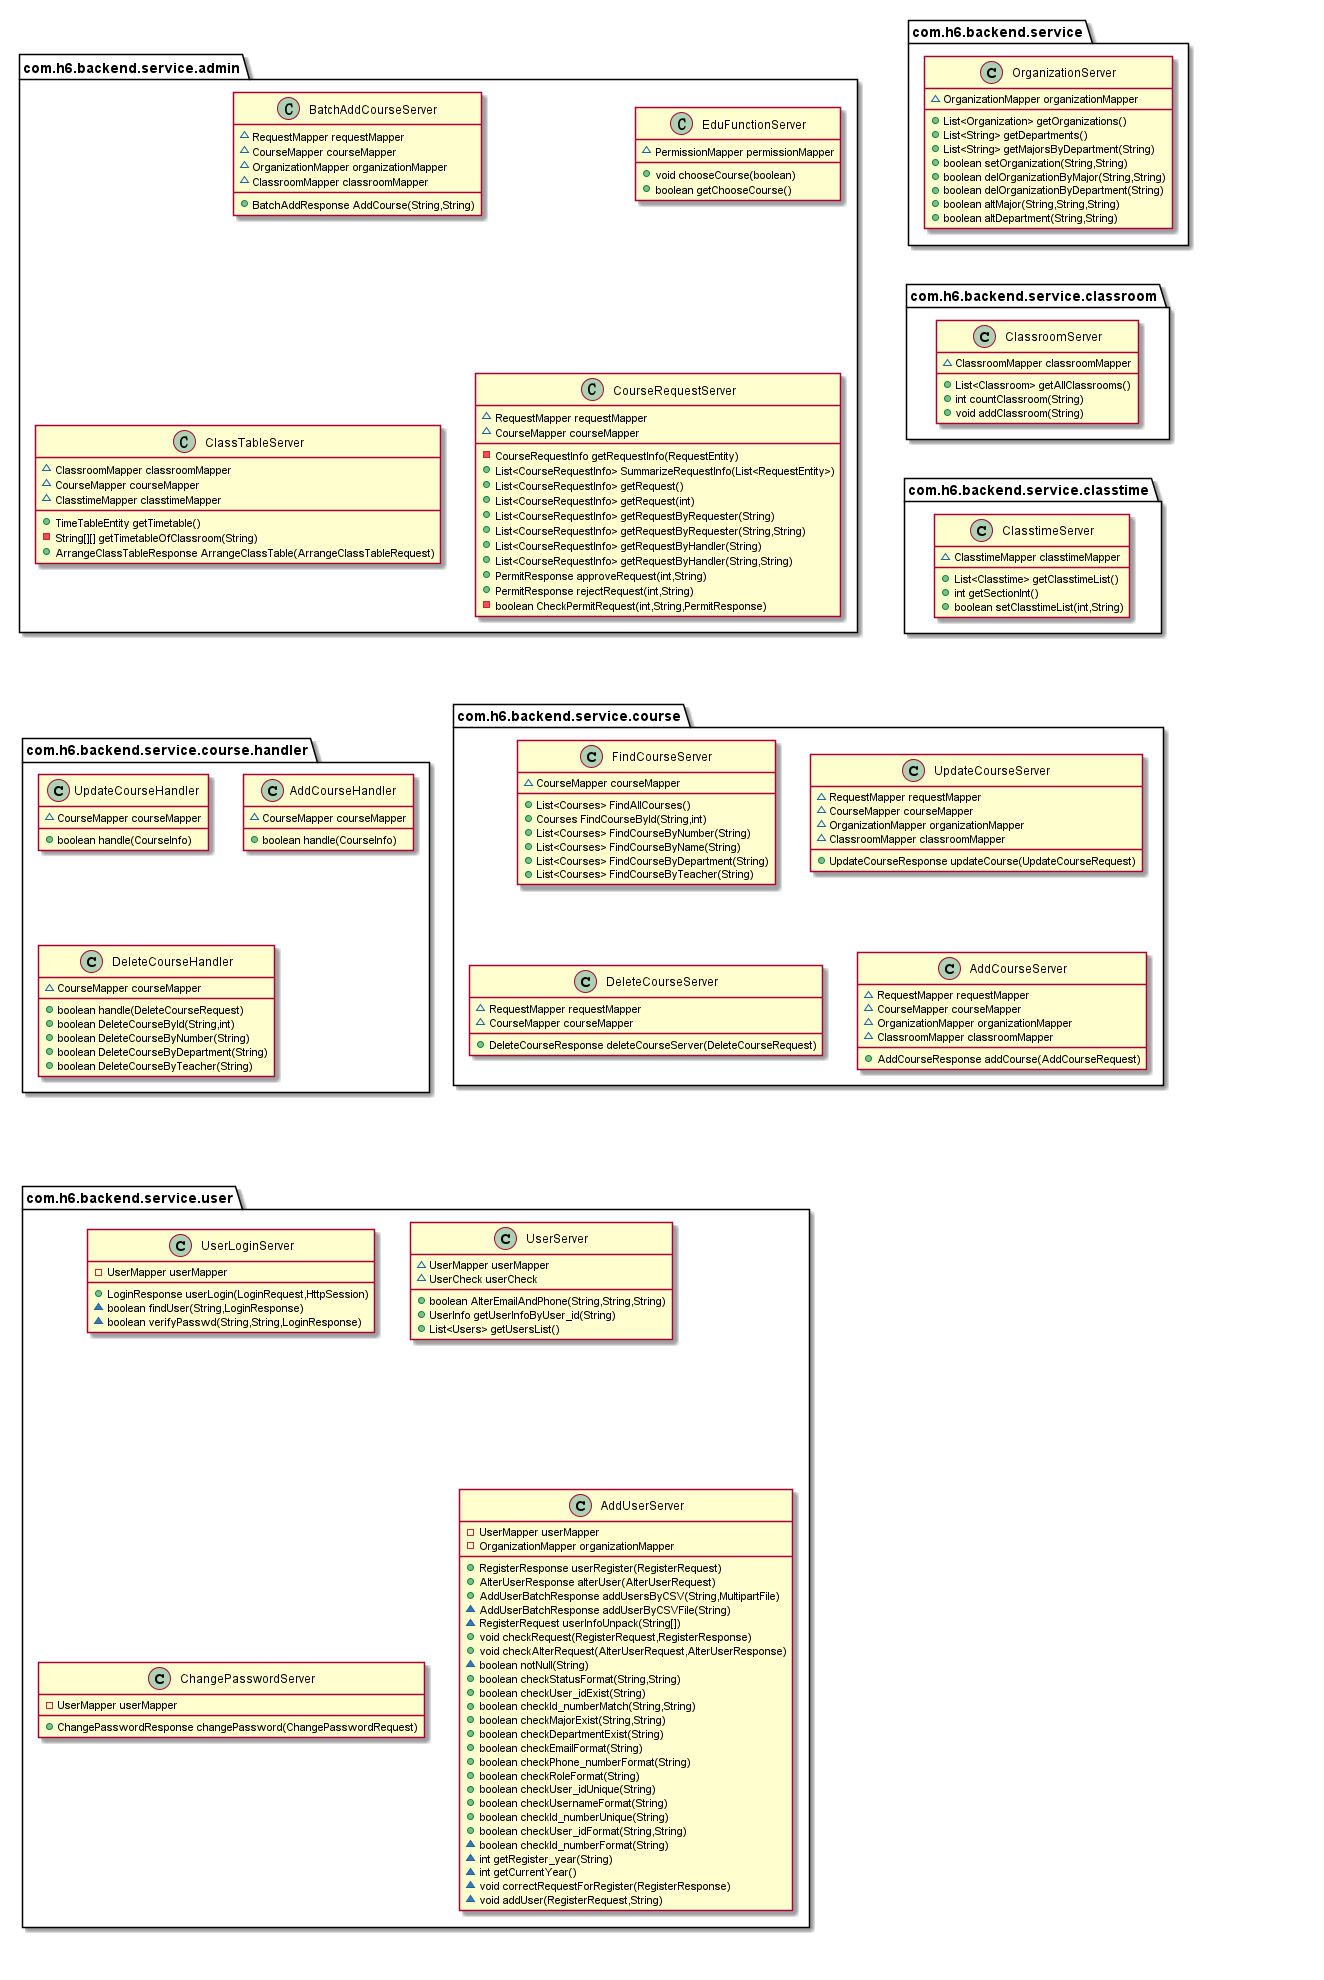 com.h6.backend.service.admin
BatchAddCourseServer
RequestMapper requestMapper
CourseMapper courseMapper
OrganizationMapper organizationMapper
ClassroomMapper classroomMapper
BatchAddResponse AddCourse(String,String)
EduFunctionServer
PermissionMapper permissionMapper
void chooseCourse(boolean)
boolean getChooseCourse()
ClassTableServer
ClassroomMapper classroomMapper
CourseMapper courseMapper
ClasstimeMapper classtimeMapper
TimeTableEntity getTimetable()
String[][] getTimetableOfClassroom(String)
ArrangeClassTableResponse ArrangeClassTable(ArrangeClassTableRequest)
CourseRequestServer
RequestMapper requestMapper
CourseMapper courseMapper
CourseRequestInfo getRequestInfo(RequestEntity)
List<CourseRequestInfo> SummarizeRequestInfo(List<RequestEntity>)
List<CourseRequestInfo> getRequest()
List<CourseRequestInfo> getRequest(int)
List<CourseRequestInfo> getRequestByRequester(String)
List<CourseRequestInfo> getRequestByRequester(String,String)
List<CourseRequestInfo> getRequestByHandler(String)
List<CourseRequestInfo> getRequestByHandler(String,String)
PermitResponse approveRequest(int,String)
PermitResponse rejectRequest(int,String)
boolean CheckPermitRequest(int,String,PermitResponse)
com.h6.backend.service
OrganizationServer
OrganizationMapper organizationMapper
List<Organization> getOrganizations()
List<String> getDepartments()
List<String> getMajorsByDepartment(String)
boolean setOrganization(String,String)
boolean delOrganizationByMajor(String,String)
boolean delOrganizationByDepartment(String)
boolean altMajor(String,String,String)
boolean altDepartment(String,String)
com.h6.backend.service.classroom
ClassroomServer
ClassroomMapper classroomMapper
List<Classroom> getAllClassrooms()
int countClassroom(String)
void addClassroom(String)
com.h6.backend.service.classtime
ClasstimeServer
ClasstimeMapper classtimeMapper
List<Classtime> getClasstimeList()
int getSectionInt()
boolean setClasstimeList(int,String)
com.h6.backend.service.course.handler
UpdateCourseHandler
CourseMapper courseMapper
boolean handle(CourseInfo)
AddCourseHandler
CourseMapper courseMapper
boolean handle(CourseInfo)
DeleteCourseHandler
CourseMapper courseMapper
boolean handle(DeleteCourseRequest)
boolean DeleteCourseById(String,int)
boolean DeleteCourseByNumber(String)
boolean DeleteCourseByDepartment(String)
boolean DeleteCourseByTeacher(String)
com.h6.backend.service.course
FindCourseServer
CourseMapper courseMapper
List<Courses> FindAllCourses()
Courses FindCourseById(String,int)
List<Courses> FindCourseByNumber(String)
List<Courses> FindCourseByName(String)
List<Courses> FindCourseByDepartment(String)
List<Courses> FindCourseByTeacher(String)
UpdateCourseServer
RequestMapper requestMapper
CourseMapper courseMapper
OrganizationMapper organizationMapper
ClassroomMapper classroomMapper
UpdateCourseResponse updateCourse(UpdateCourseRequest)
DeleteCourseServer
RequestMapper requestMapper
CourseMapper courseMapper
DeleteCourseResponse deleteCourseServer(DeleteCourseRequest)
AddCourseServer
RequestMapper requestMapper
CourseMapper courseMapper
OrganizationMapper organizationMapper
ClassroomMapper classroomMapper
AddCourseResponse addCourse(AddCourseRequest)
com.h6.backend.service.user
UserLoginServer
UserMapper userMapper
LoginResponse userLogin(LoginRequest,HttpSession)
boolean findUser(String,LoginResponse)
boolean verifyPasswd(String,String,LoginResponse)
UserServer
UserMapper userMapper
UserCheck userCheck
boolean AlterEmailAndPhone(String,String,String)
UserInfo getUserInfoByUser_id(String)
List<Users> getUsersList()
ChangePasswordServer
UserMapper userMapper
ChangePasswordResponse changePassword(ChangePasswordRequest)
AddUserServer
UserMapper userMapper
OrganizationMapper organizationMapper
RegisterResponse userRegister(RegisterRequest)
AlterUserResponse alterUser(AlterUserRequest)
AddUserBatchResponse addUsersByCSV(String,MultipartFile)
AddUserBatchResponse addUserByCSVFile(String)
RegisterRequest userInfoUnpack(String[])
void checkRequest(RegisterRequest,RegisterResponse)
void checkAlterRequest(AlterUserRequest,AlterUserResponse)
boolean notNull(String)
boolean checkStatusFormat(String,String)
boolean checkUser_idExist(String)
boolean checkId_numberMatch(String,String)
boolean checkMajorExist(String,String)
boolean checkDepartmentExist(String)
boolean checkEmailFormat(String)
boolean checkPhone_numberFormat(String)
boolean checkRoleFormat(String)
boolean checkUser_idUnique(String)
boolean checkUsernameFormat(String)
boolean checkId_numberUnique(String)
boolean checkUser_idFormat(String,String)
boolean checkId_numberFormat(String)
int getRegister_year(String)
int getCurrentYear()
void correctRequestForRegister(RegisterResponse)
void addUser(RegisterRequest,String)